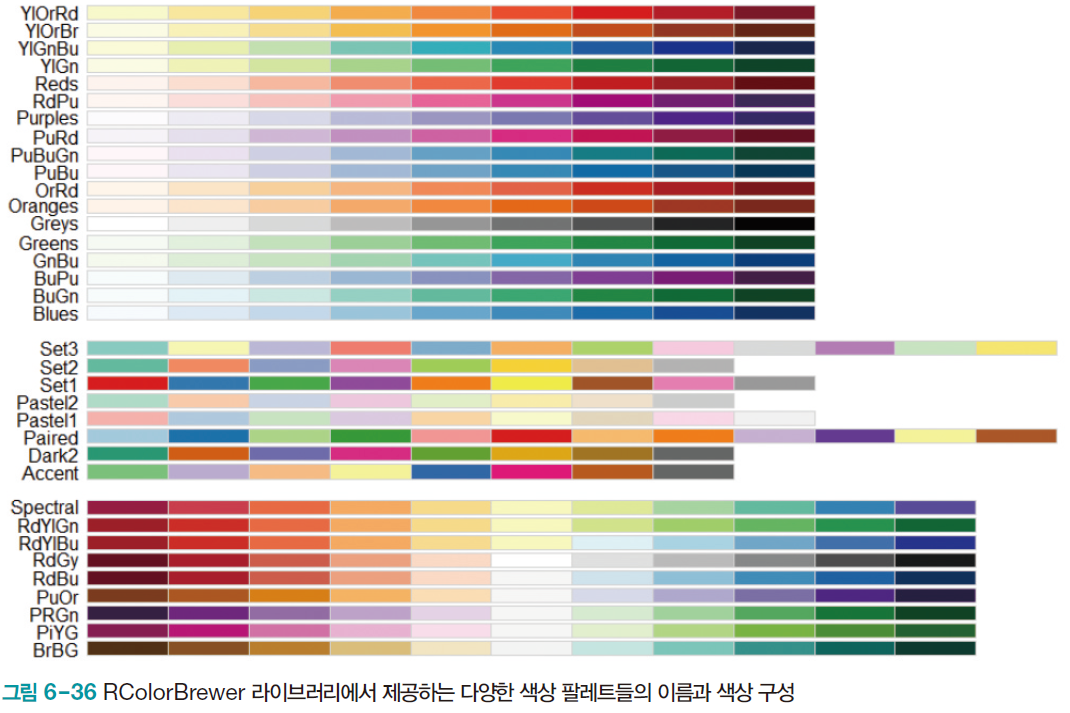 YlOrRd
YlOrBr
YlGnBu
YlGn
Reds
RdPu
Purples
PuRd
PuBuGn
PuBu
OrRd
Oranges
Greys
Greens
GnBu
BuPu
BuGn
Blues
Set3
Set2
Set1
Pastel2
Pastel1
Paired
Dark2
Accent
Spectral
RdYlGn
RdYlBu
RdGy
RdBu
PuOr
PRGn
PiYG
BrBG
그림 6-36 RColorBrewer 라이브러리에서 제공하는 다양한 색상 팔레트들의 이름과 색상 구성